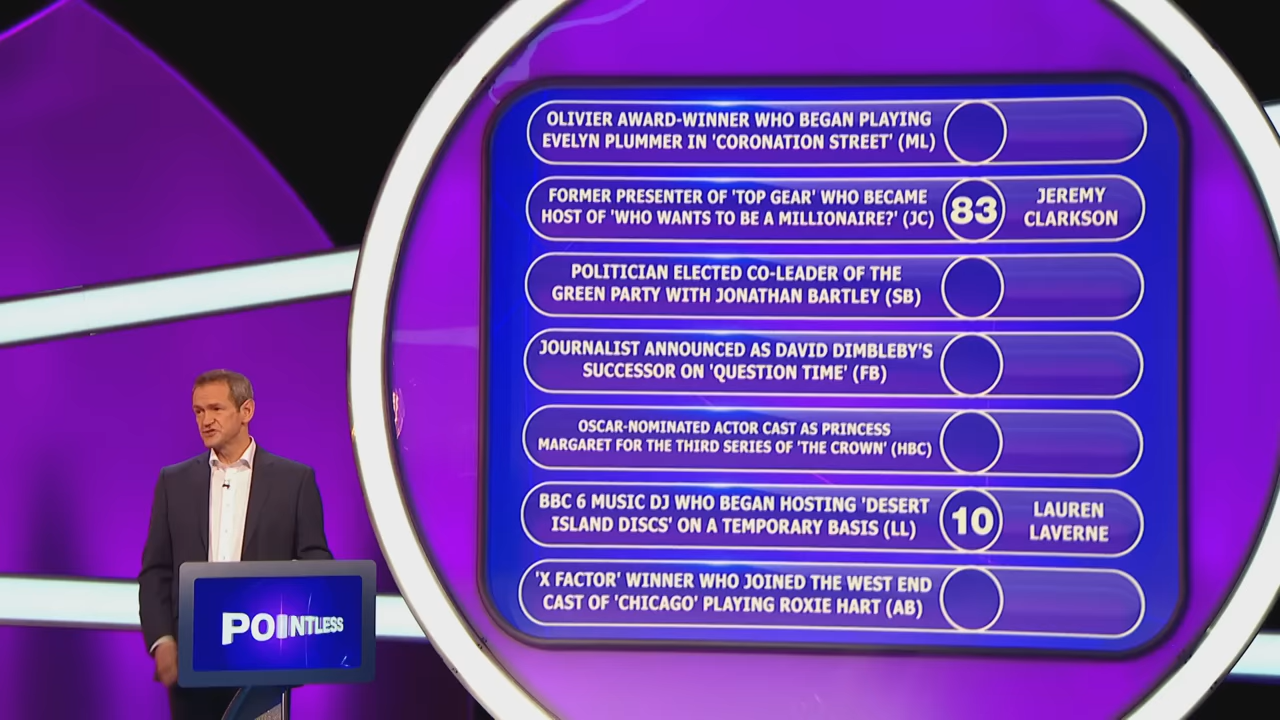 OLIVIER AWARD-WINNER WHO BEGAN PLAYING
EVELYN PLUMMER IN 'CORONATION STREET' (ML)
FORMER PRESENTER OF 'TOP GEAR' WHO BECAME
HOST OF 'WHO WANTS TO BE A MILLIONAIRE?' (JC)
83
JEREMY
CLARKSON
POLITICIAN ELECTED CO-LEADER OF THE
GREEN PARTY WITH JONATHAN BARTLEY (SB)
JOURNALIST ANNOUNCED AS DAVID DIMBLEBY'S
SUCCESSOR ON 'QUESTION TIME' (FB)
OSCAR-NOMINATED ACTOR CAST AS PRINCESS
MARGARET FOR THE THIRD SERIES OF 'THE CROWN' (HBC)
BBC 6 MUSIC DJ WHO BEGAN HOSTING 'DESERT
ISLAND DISCS' ON A TEMPORARY BASIS (LL)
10
LAUREN
LAVERNE
'X FACTOR' WINNER WHO JOINED THE WEST END
CAST OF 'CHICAGO' PLAYING ROXIE HART (AB)
POINTLESS